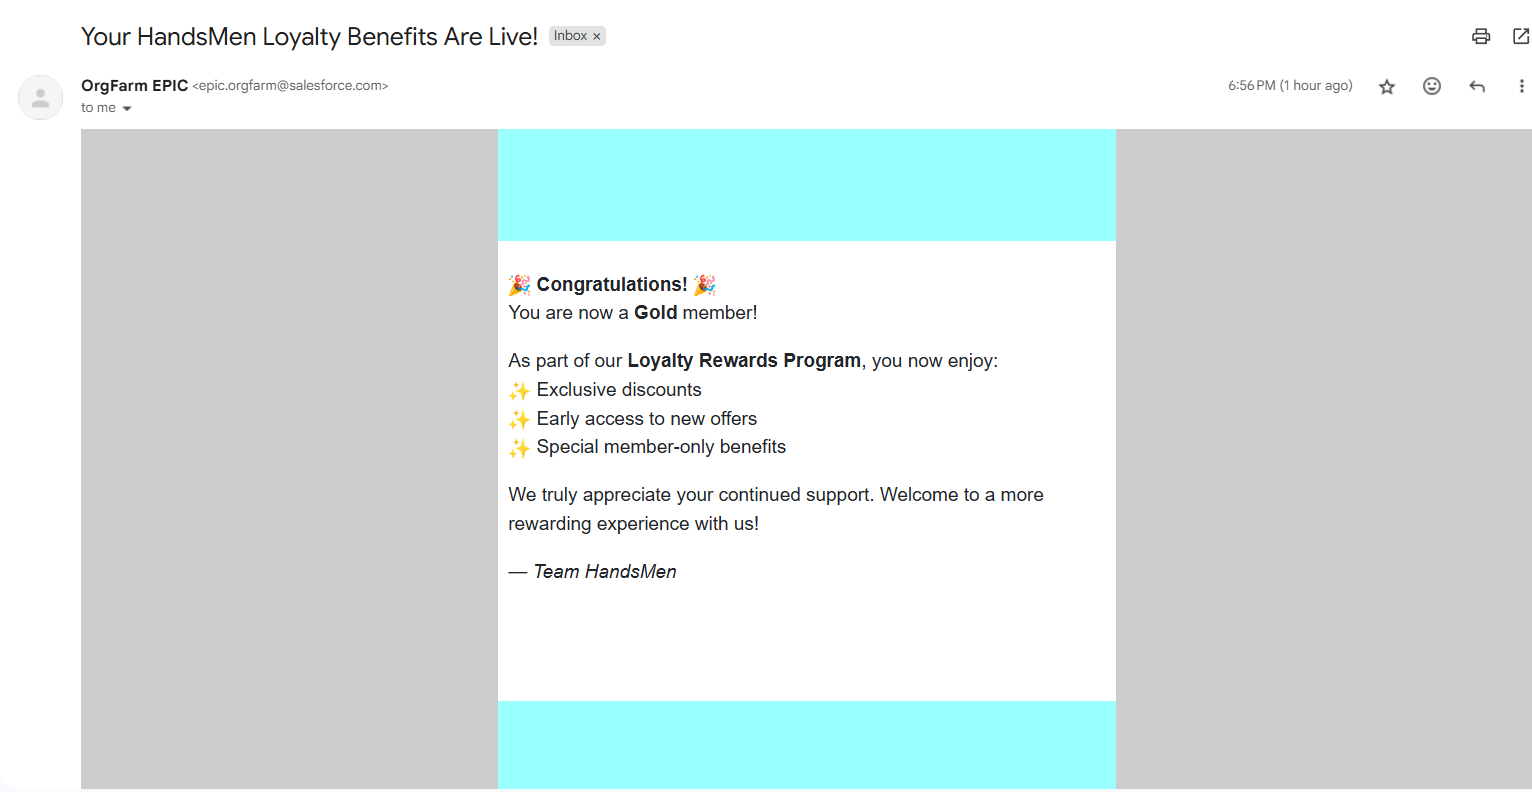 Your HandsMen Loyalty Benefits Are Live! Inbox ×
OrgFarm EPIC <epic.orgfarm@salesforce.com> 6:56 PM (1 hour ago)
to me
🎉 Congratulations! 🎉
You are now a Gold member!
As part of our Loyalty Rewards Program, you now enjoy:
✨ Exclusive discounts
✨ Early access to new offers
✨ Special member-only benefits
We truly appreciate your continued support. Welcome to a more
rewarding experience with us!
— Team HandsMen